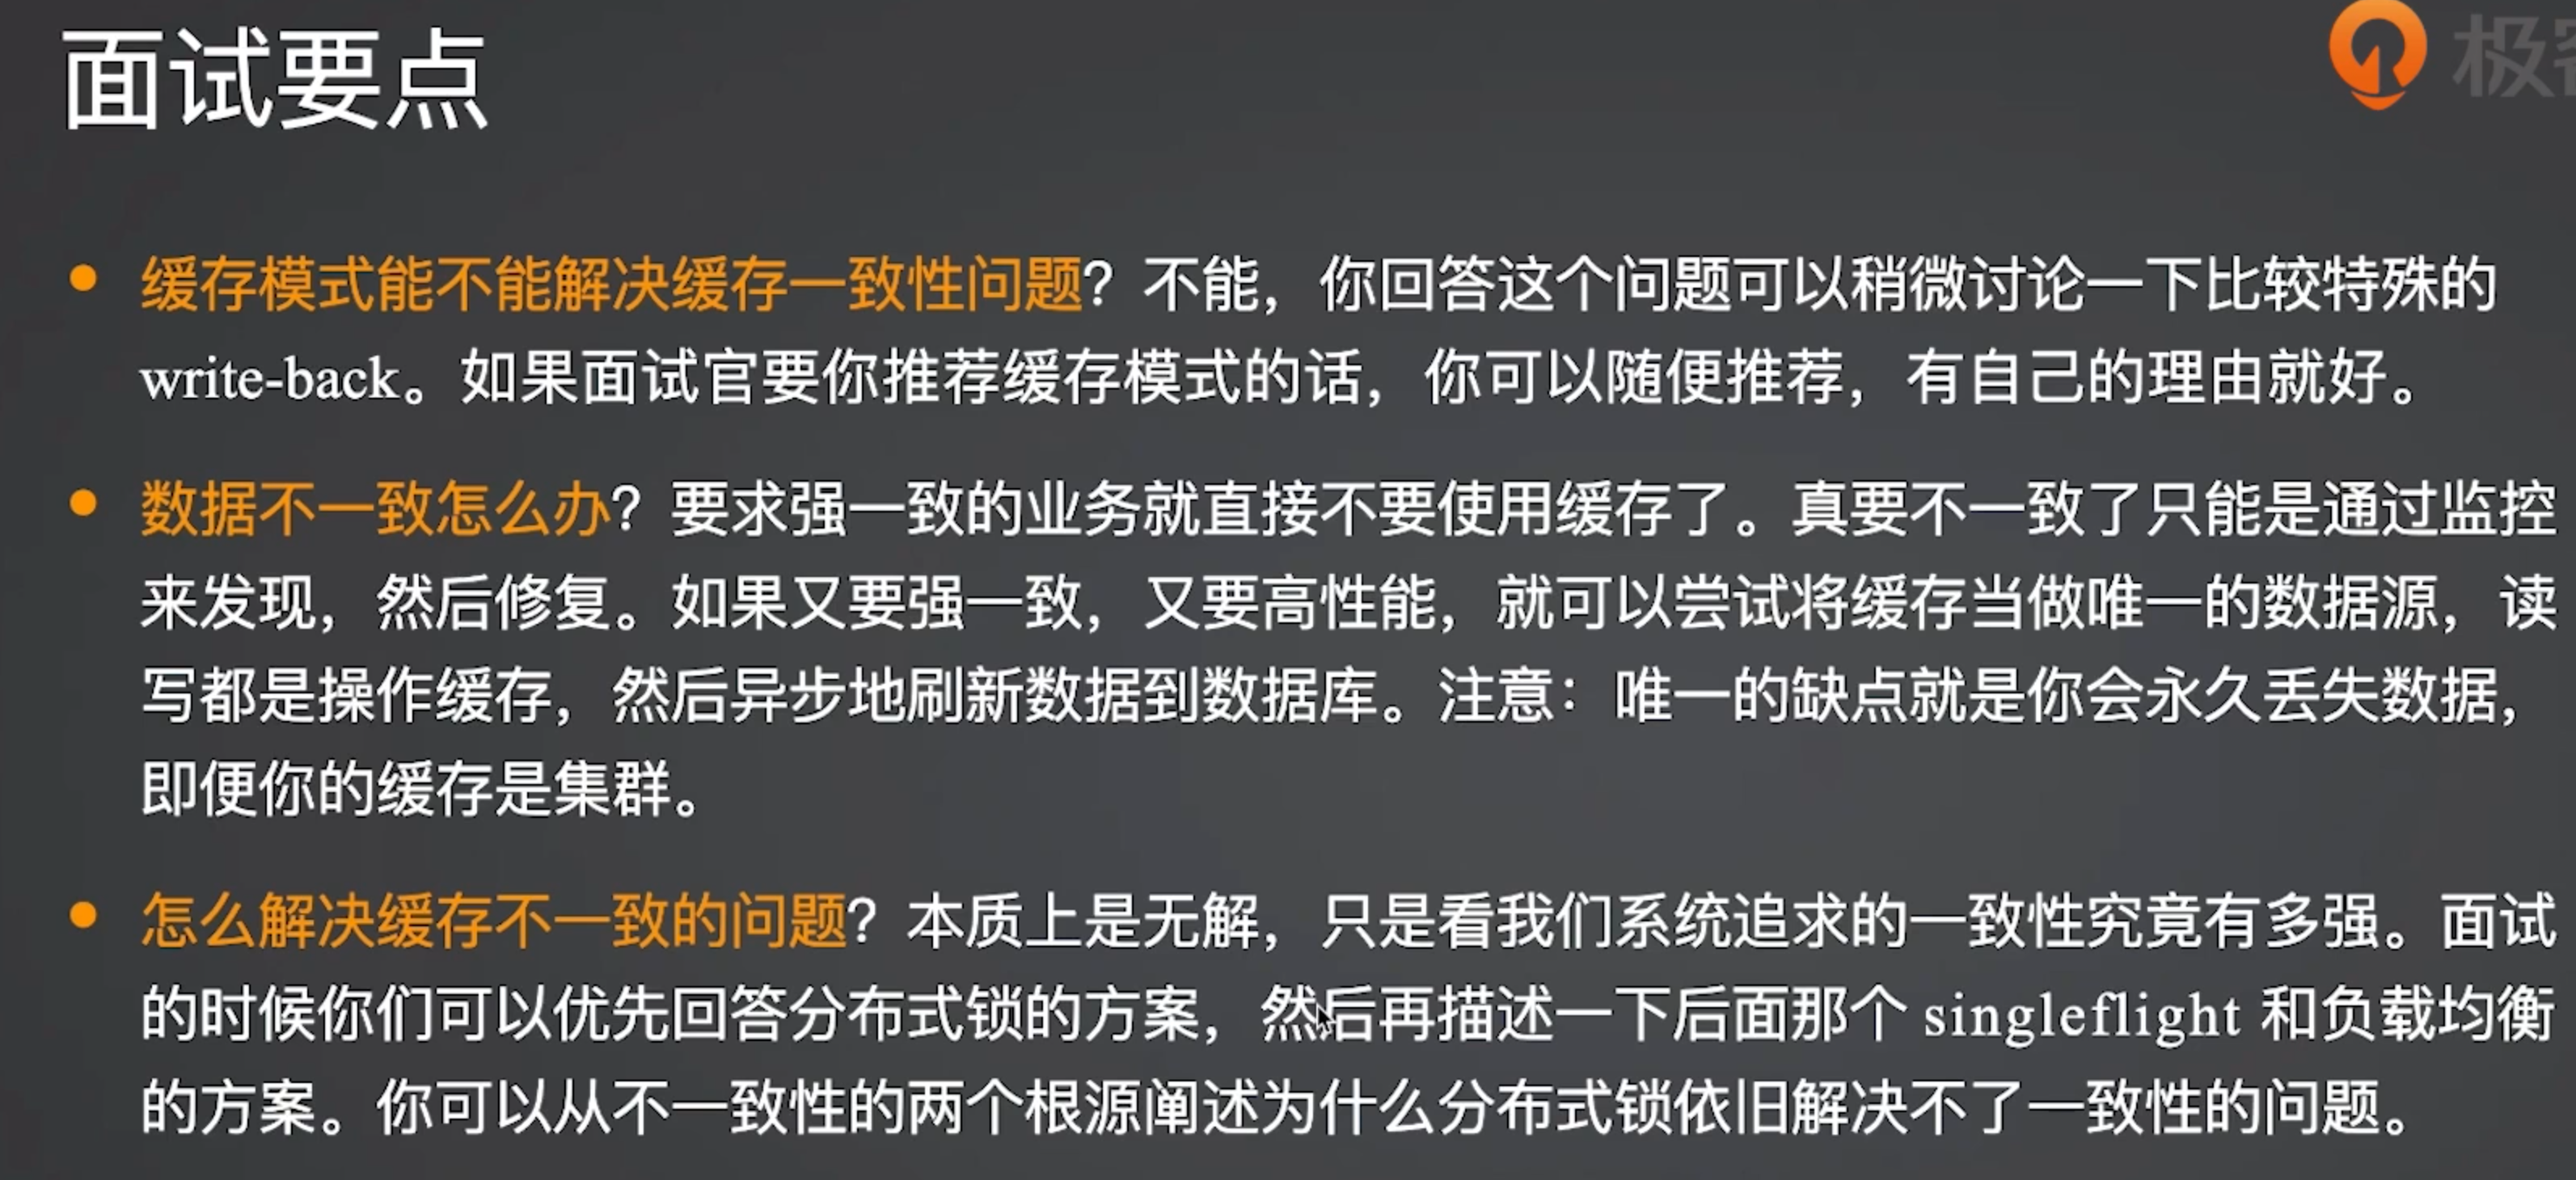 面试要点
极客
缓存模式能不能解决缓存一致性问题？不能，你回答这个问题可以稍微讨论一下比较特殊的
write-back。如果面试官要你推荐缓存模式的话，你可以随便推荐，有自己的理由就好。
数据不一致怎么办？要求强一致的业务就直接不要使用缓存了。真要不一致了只能是通过监控
来发现，然后修复。如果又要强一致，又要高性能，就可以尝试将缓存当做唯一的数据源，读
写都是操作缓存，然后异步地刷新数据到数据库。注意：唯一的缺点就是你会永久丢失数据，
即便你的缓存是集群。
怎么解决缓存不一致的问题？本质上是无解，只是看我们系统追求的一致性究竟有多强。面试
的时候你们可以优先回答分布式锁的方案，然后再描述一下后面那个 singleflight 和负载均衡
的方案。你可以从不一致性的两个根源阐述为什么分布式锁依旧解决不了一致性的问题。